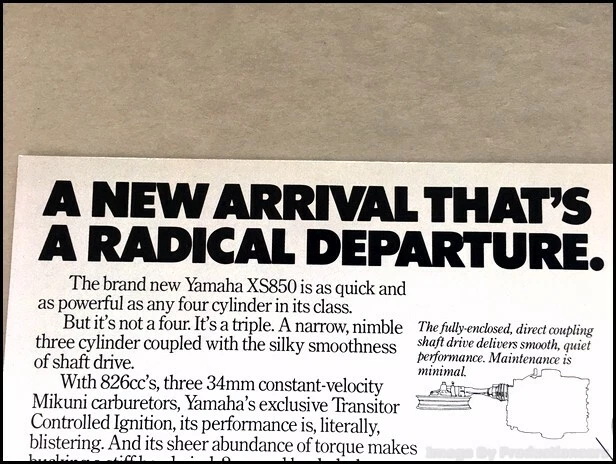 A NEW ARRIVAL THAT'S
A RADICAL DEPARTURE.
The brand new Yamaha XS850 is as quick and
as powerful as any four cylinder in its class.
But it's not a four. It's a triple. A narrow, nimble
three cylinder coupled with the silky smoothness
of shaft drive.
With 826cc's, three 34mm constant-velocity
Mikuni carburetors, Yamaha's exclusive Transitor
Controlled Ignition, its performance is, literally,
blistering. And its sheer abundance of torque makes
The fully-enclosed, direct coupling
shaft drive delivers smooth, quiet
performance. Maintenance is
minimal.
Image By